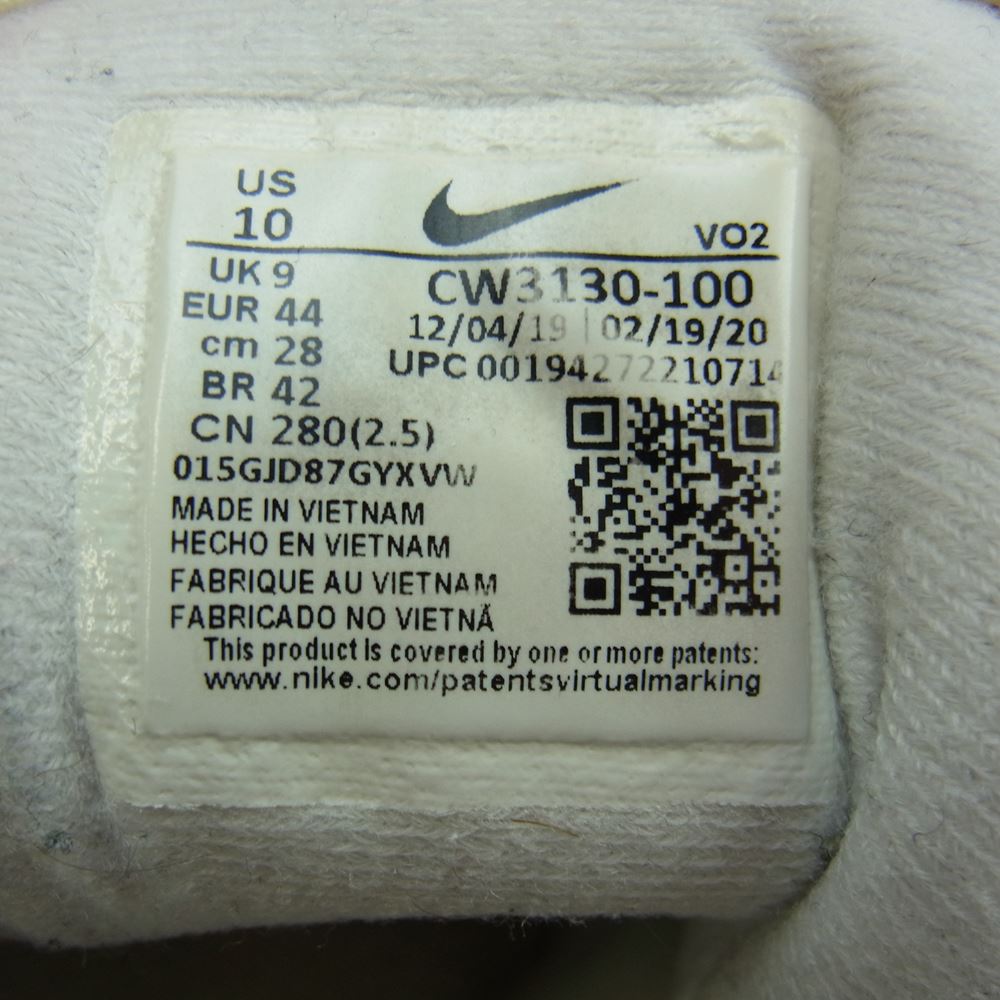 US
10
VO2
UK 9
EUR 44
cm 28
BR 42
CN 280(2.5)
CW3130-100
12/04/19 | 02/19/20
UPC 00194272210714
015GJD87GYXVW
MADE IN VIETNAM
HECHO EN VIETNAM
FABRIQUE AU VIETNAM
FABRICADO NO VIETNÃ
This product is covered by one or more patents:
www.nike.com/patentsvirtualmarking